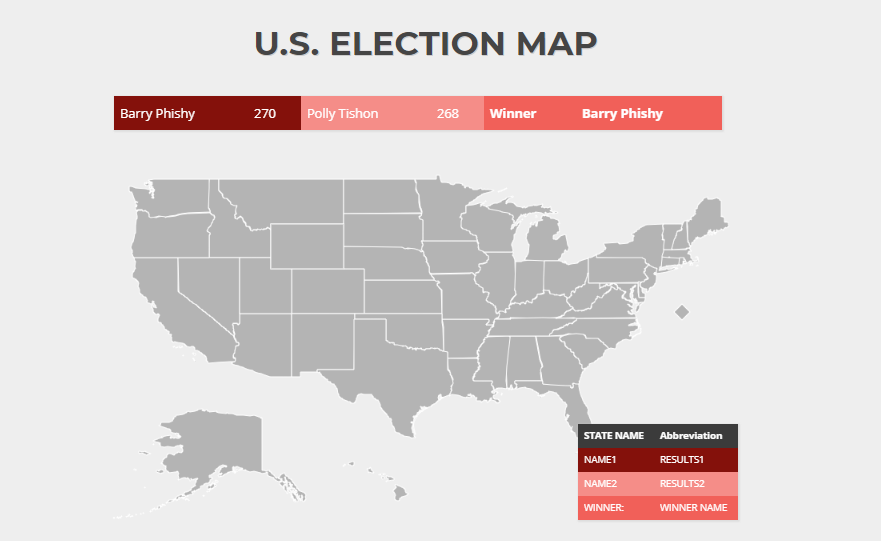 U.S. ELECTION MAP
Barry Phishy 270 Polly Tishon 268 Winner Barry Phishy
STATE NAME Abbreviation
NAME1 RESULTS1
NAME2 RESULTS2
WINNER: WINNER NAME